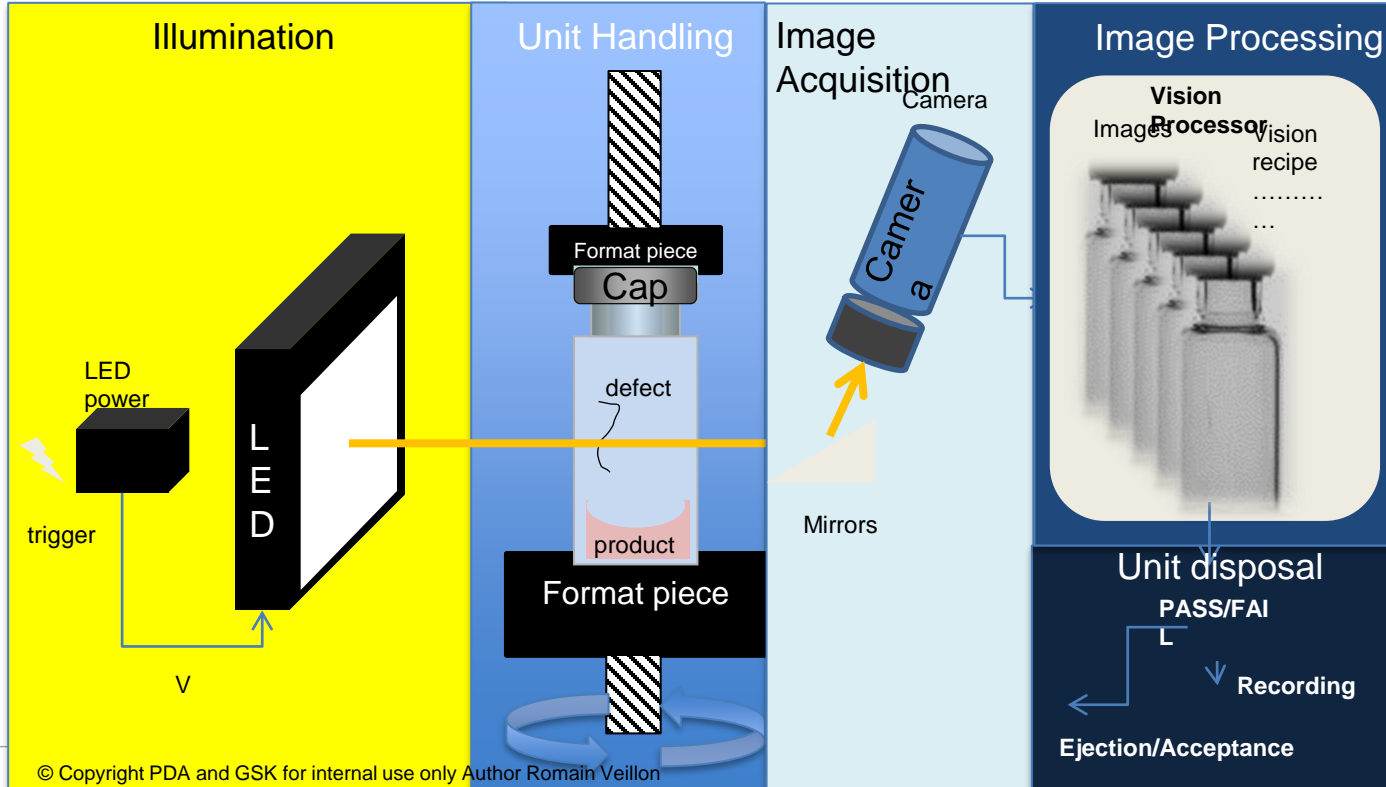 Illumination
LED
power
trigger
V
L
E
D
Unit Handling
Format piece
Cap
defect
product
Format piece
Image
Acquisition
Camera
Camer
a
Mirrors
Image Processing
Vision
Processor
Images
Vision
recipe
………
…
Unit disposal
PASS/FAI
L
Recording
Ejection/Acceptance
© Copyright PDA and GSK for internal use only Author Romain Veillon